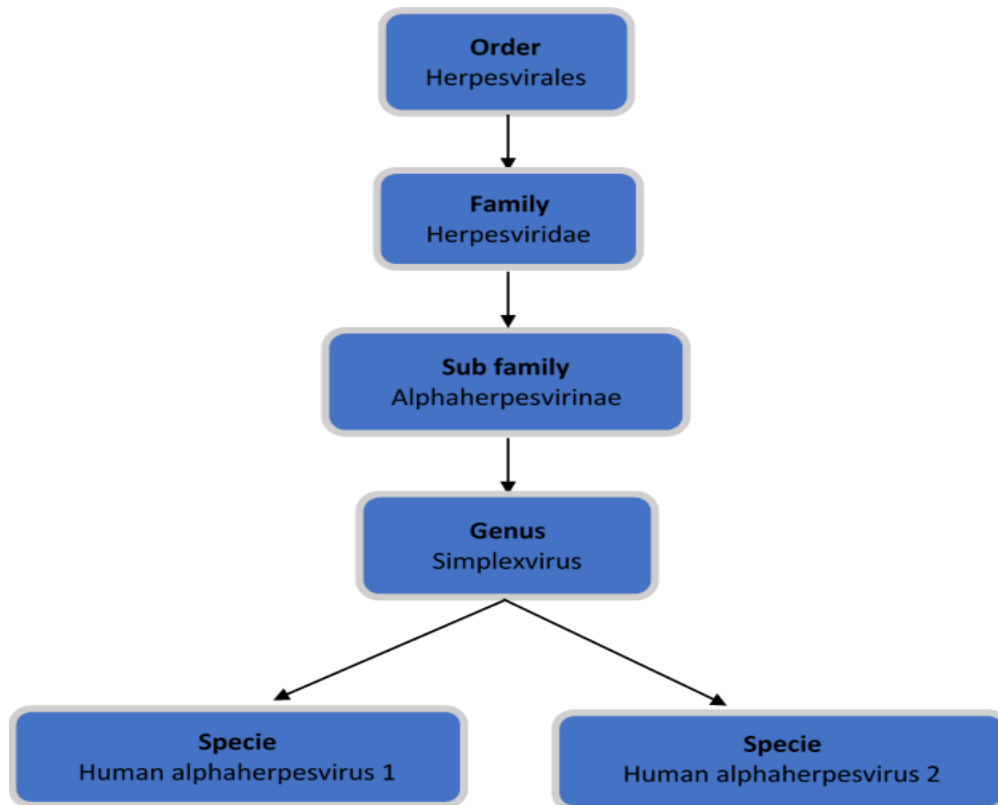 Order
Herpesvirales
Family
Herpesviridae
Sub family
Alphaherpesvirinae
Genus
Simplexvirus
Specie
Human alphaherpesvirus 1
Specie
Human alphaherpesvirus 2